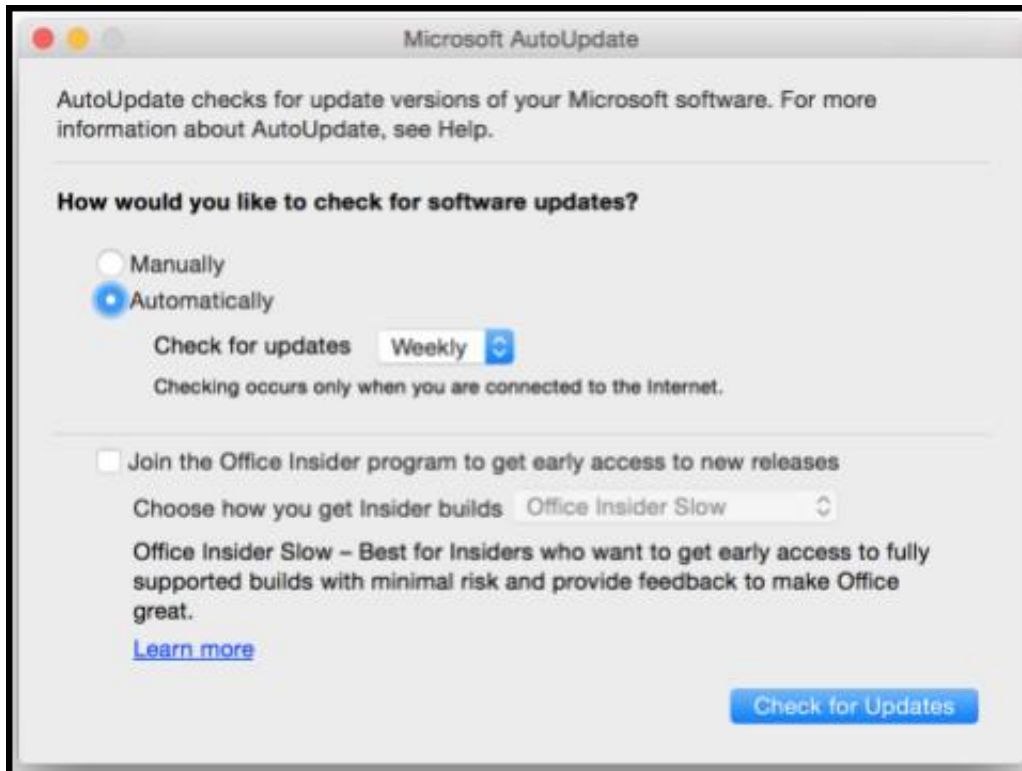 Microsoft AutoUpdate
AutoUpdate checks for update versions of your Microsoft software. For more
information about AutoUpdate, see Help.
How would you like to check for software updates?
Manually
Automatically
Check for updates Weekly
Checking occurs only when you are connected to the Internet.
Join the Office Insider program to get early access to new releases
Choose how you get Insider builds Office Insider Slow
Office Insider Slow – Best for Insiders who want to get early access to fully
supported builds with minimal risk and provide feedback to make Office
great.
Learn more
Check for Updates